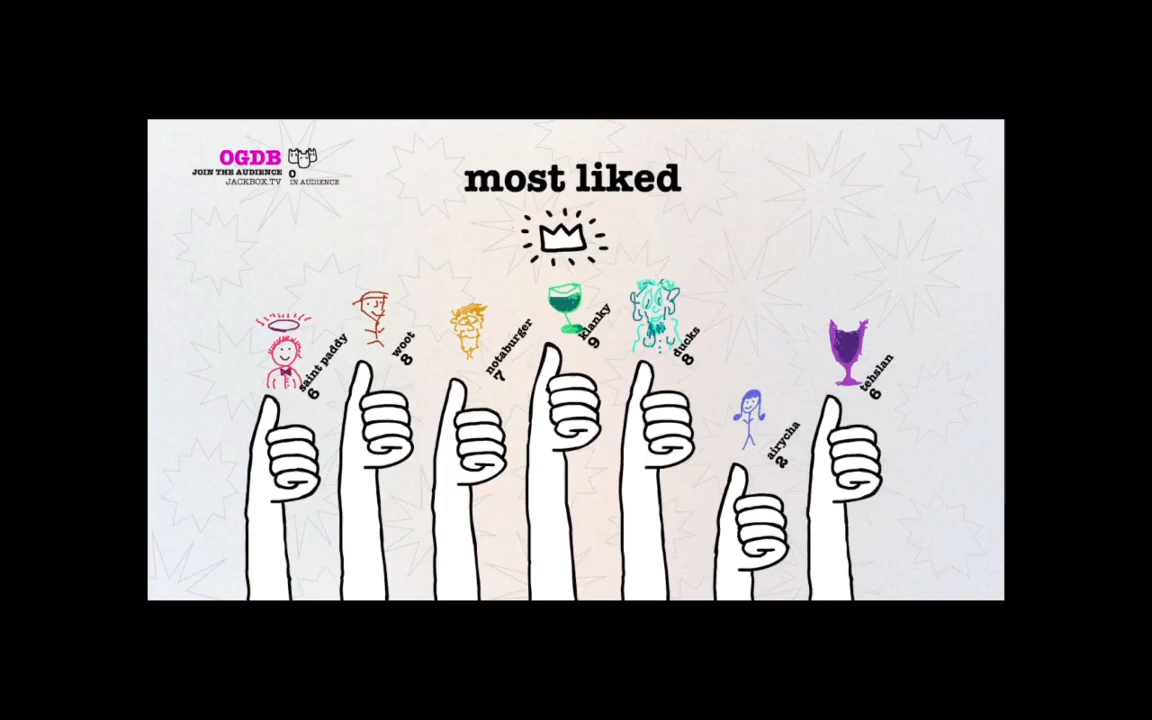 OGDB
JOIN THE AUDIENCE
JACKBOX.TV
0
IN AUDIENCE
most liked
saint paddy
6
woot
8
notaburger
7
klanky
9
ducks
8
airycha
2
tehslan
6